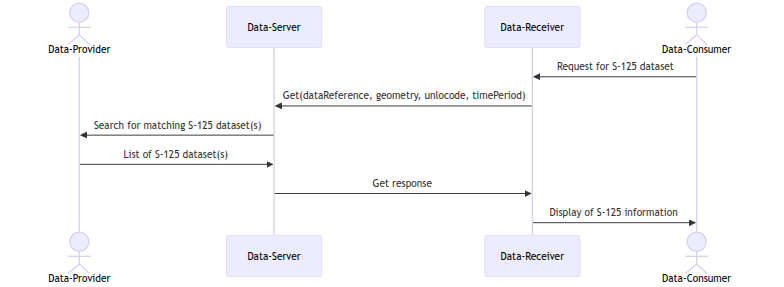 Data-Server
Data-Receiver
Data-Provider
Data-Consumer
Request for S-125 dataset
Get(dataReference, geometry, unlocode, timePeriod)
Search for matching S-125 dataset(s)
List of S-125 dataset(s)
Get response
Display of S-125 information
Data-Server
Data-Receiver
Data-Provider
Data-Consumer